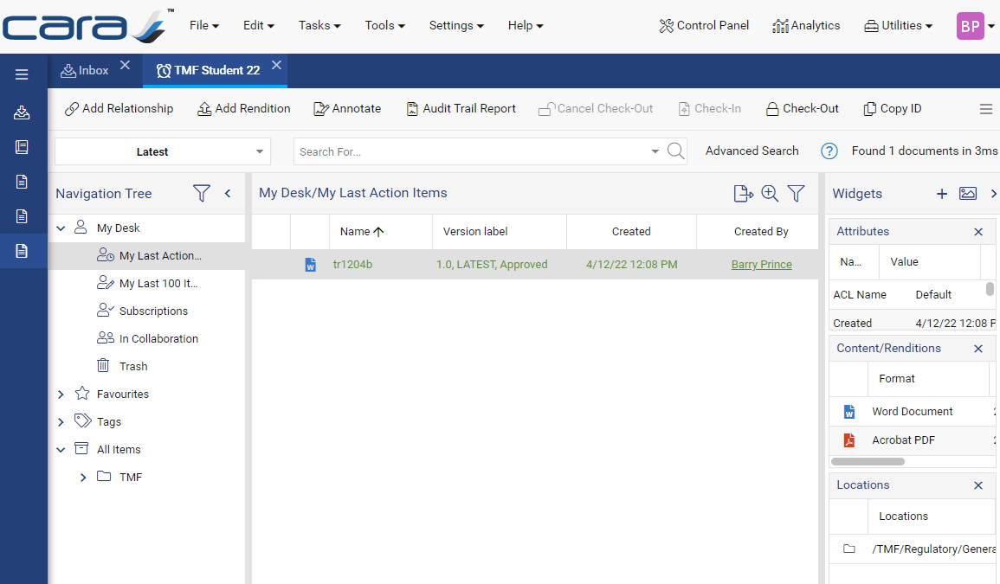 cara™
File
Edit
Tasks
Tools
Settings
Help
Control Panel
Analytics
Utilities
BP
Inbox
TMF Student 22
Add Relationship
Add Rendition
Annotate
Audit Trail Report
Cancel Check-Out
Check-In
Check-Out
Copy ID
Latest
Search For...
Advanced Search
?
Found 1 documents in 3ms
Navigation Tree
My Desk
My Last Action...
My Last 100 It...
Subscriptions
In Collaboration
Trash
Favourites
Tags
All Items
TMF
My Desk/My Last Action Items
Name
Version label
Created
Created By
tr1204b
1.0, LATEST, Approved
4/12/22 12:08 PM
Barry Prince
Widgets
Attributes
Na...
Value
ACL Name
Default
Created
4/12/22 12:08 P
Content/Renditions
Format
Word Document
Acrobat PDF
Locations
Locations
/TMF/Regulatory/Genera